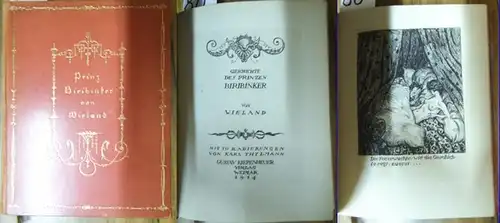 Prinz
Biribinker
von
Wieland
GESCHICHTE
DES PRINZEN
BIRIBINKER
VON
WIELAND
MIT 10 RADIERUNGEN
VON KARL THYLMANN
GUSTAV KIEPENHEUER
VERLAG
WEIMAR
1914